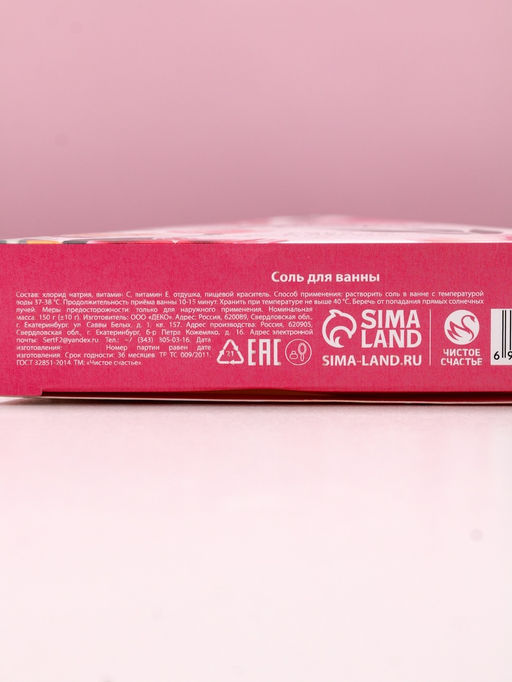 Соль для ванны
Состав: хлорид натрия, витамин С, витамин Е, отдушка, пищевой краситель. Способ применения: растворить соль в ванне с температурой
воды 37-38 °С. Продолжительность приёма ванны 10-15 минут. Хранить при температуре не выше 40 °С. Беречь от попадания прямых солнечных
лучей. Меры предосторожности: только для наружного применения. Номинальная
масса: 150 г (±10 г). Изготовитель: ООО «ДЕКО». Адрес: Россия, 620089, Свердловская обл.,
г. Екатеринбург, ул. Саввы Белых, д. 1, кв. 157. Адрес производства: Россия, 620905,
Свердловская обл., г. Екатеринбург, б-р Петра Кожемяко, д. 16. Адрес электронной
почты: SertF2@yandex.ru. Тел.: +7 (343) 305-03-16. Дата
изготовления: Номер партии равен дате
изготовления. Срок годности: 36 месяцев. ТР ТС 009/2011.
ГОСТ 32851-2014. ТМ: «Чистое счастье».
21
EAC
SIMA
LAND
SIMA-LAND.RU
ЧИСТОЕ
СЧАСТЬЕ
6